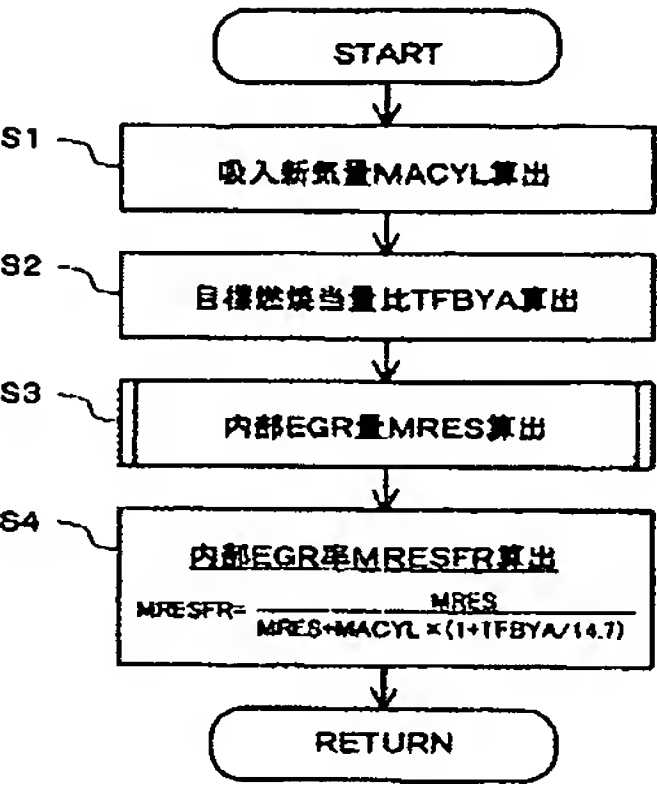 START
S1
吸入新気量MACYL算出
S2
目標燃焼当量比TFBYA算出
S3
内部EGR量MRES算出
S4
内部EGR率MRESFR算出
MRESFR= MRES
MRES+MACYL×(1+TFBYA/14.7)
RETURN